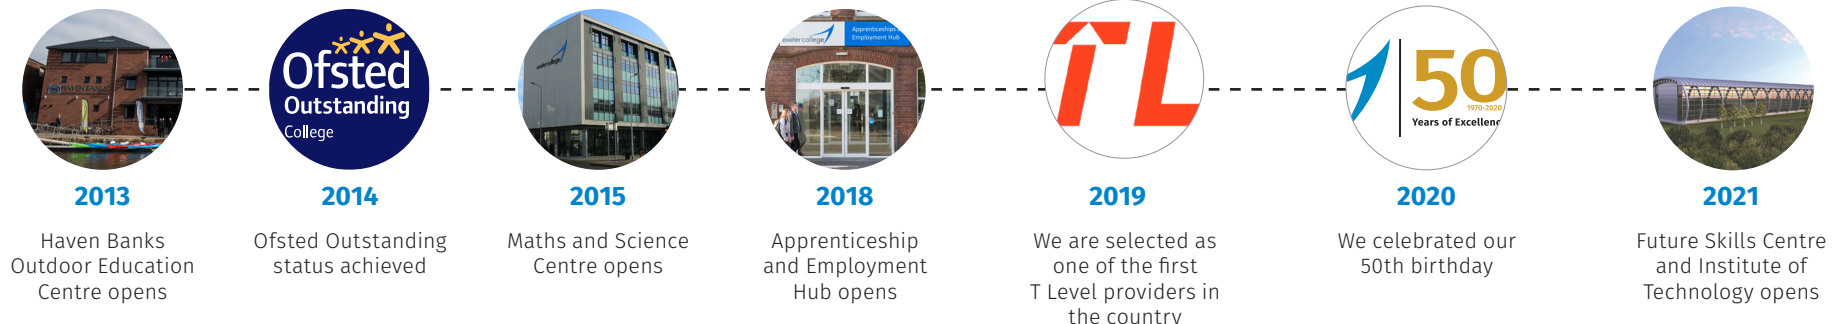 HAVEN BANKS
Ofsted
Outstanding
College
exeter college
exeter college
Apprenticeships
Employment Hub
TL
50
1970-2020
Years of Excellenc
2013
Haven Banks
Outdoor Education
Centre opens
2014
Ofsted Outstanding
status achieved
2015
Maths and Science
Centre opens
2018
Apprenticeship
and Employment
Hub opens
2019
We are selected as
one of the first
T Level providers in
the country
2020
We celebrated our
50th birthday
2021
Future Skills Centre
and Institute of
Technology opens